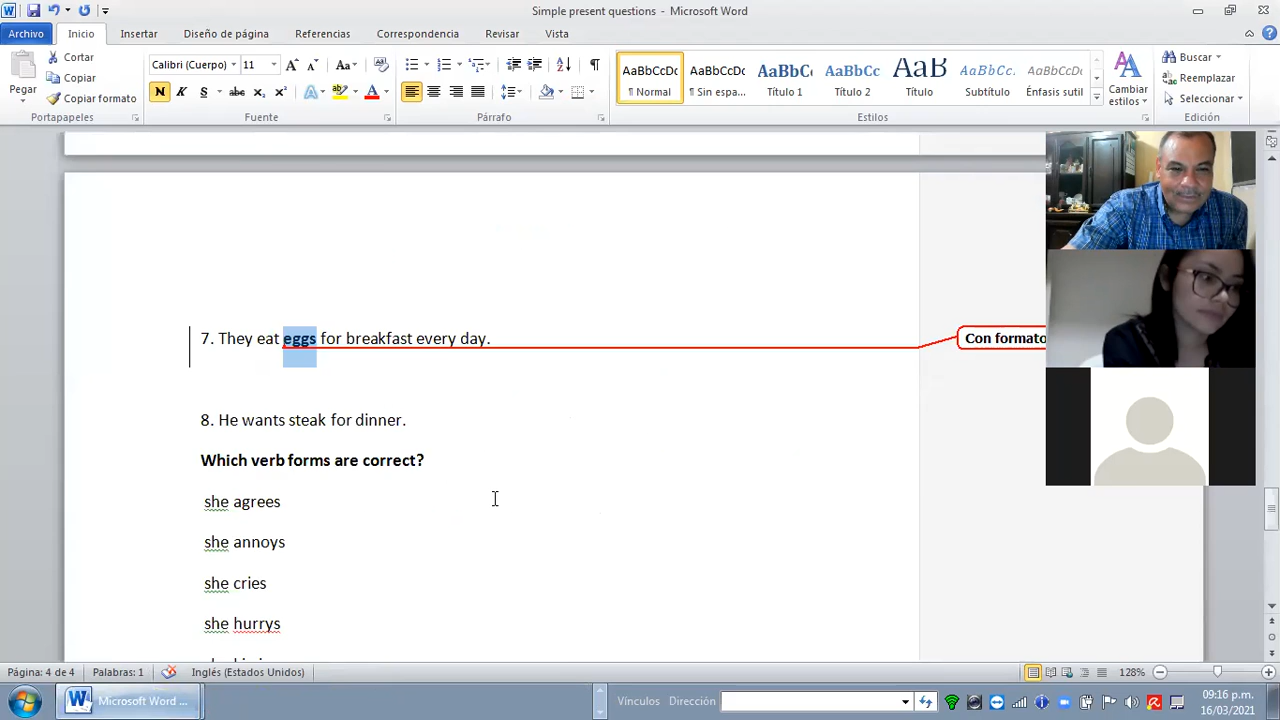 Simple present questions - Microsoft Word
Archivo Inicio Insertar Diseño de página Referencias Correspondencia Revisar Vista
Cortar
Copiar
Copiar formato
Pegar
Portapapeles
Calibri (Cuerpo) 11
Fuente
Párrafo
AaBbCcDc AaBbCcDc AaBbC AaBbCc AaB AaBbCc. AaBbCcDc
¶ Normal ¶ Sin espa... Título 1 Título 2 Título Subtítulo Énfasis sutil
Cambiar estilos
Estilos
Buscar
Reemplazar
Seleccionar
Edición
7. They eat eggs for breakfast every day.
Con formato
8. He wants steak for dinner.
Which verb forms are correct?
she agrees
she annoys
she cries
she hurrys
Página: 4 de 4 Palabras: 1 Inglés (Estados Unidos) 128%
Microsoft Word ... Vínculos Dirección 09:16 p.m.
16/03/2021